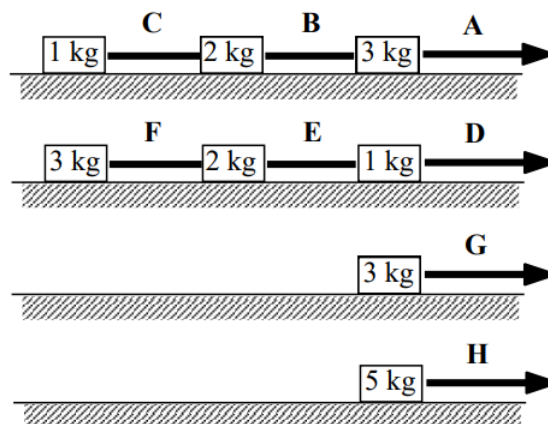 C B A
1 kg 2 kg 3 kg
F E D
3 kg 2 kg 1 kg
G
3 kg
H
5 kg